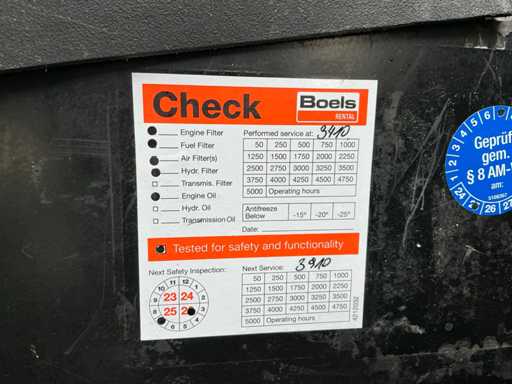 Check
Boels
RENTAL
Engine Filter
Fuel Filter
Air Filter(s)
Hydr. Filter
Transmis. Filter
Engine Oil
Hydr. Oil
Transmission Oil
Performed service at: 3410
50 250 500 750 1000
1250 1500 1750 2000 2250
2500 2750 3000 3250 3500
3750 4000 4250 4500 4750
5000 Operating hours
Antifreeze Below -15° -20° -25°
Date:
Tested for safety and functionality
Next Safety Inspection:
10 11 12
23 24
25
Next Service: 3910
50 250 500 750 1000
1250 1500 1750 2000 2250
2500 2750 3000 3250 3500
3750 4000 4250 4500 4750
5000 Operating hours
Geprüf
gem.
§ 8 AM-
am: